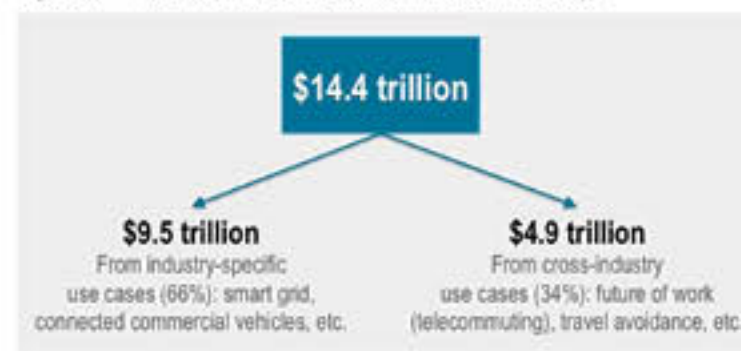 $14.4 trillion
$9.5 trillion
From industry-specific
use cases (66%): smart grid,
connected commercial vehicles, etc.
$4.9 trillion
From cross-industry
use cases (34%): future of work
(telecommuting), travel avoidance, etc.